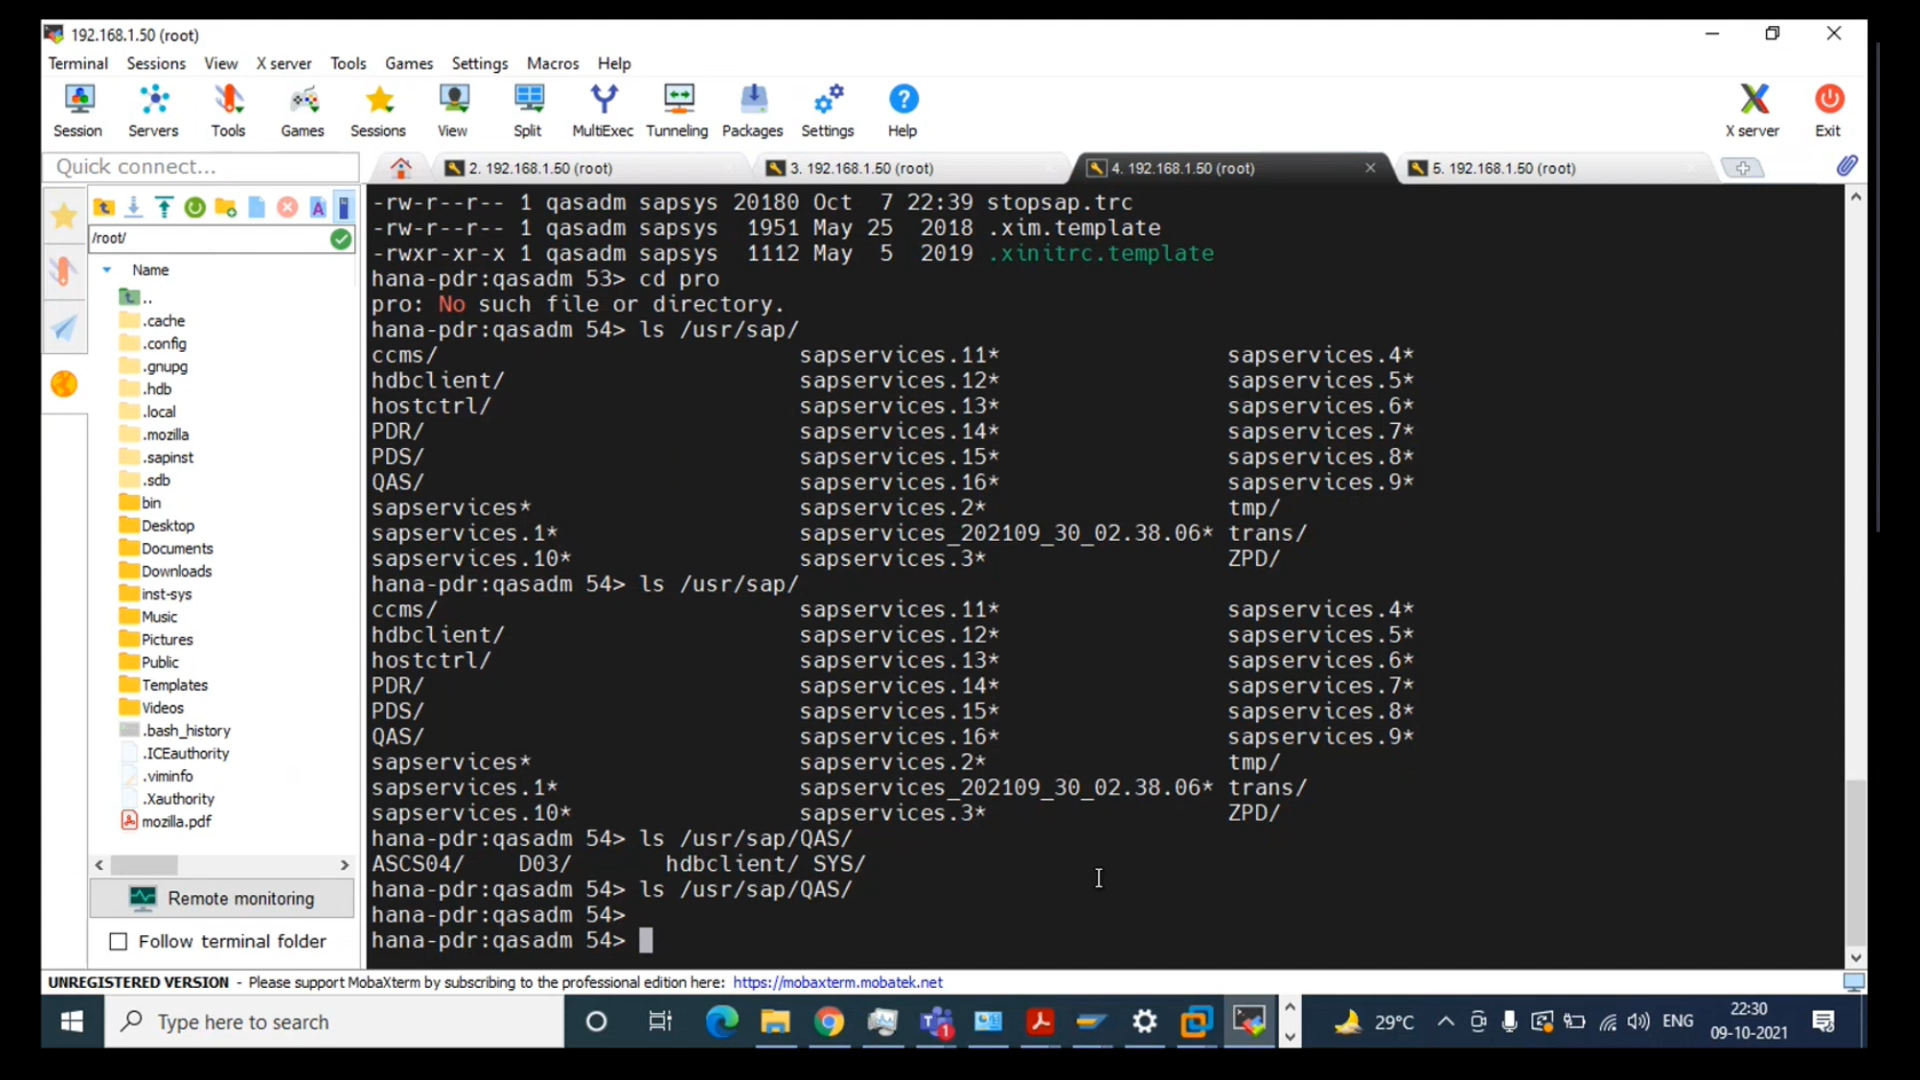 192.168.1.50 (root)
Terminal Sessions View X server Tools Games Settings Macros Help
Session Servers Tools Games Sessions View Split MultiExec Tunneling Packages Settings Help X server Exit
Quick connect...
2. 192.168.1.50 (root) 3. 192.168.1.50 (root) 4. 192.168.1.50 (root) 5. 192.168.1.50 (root)
/root/
Name
..
.cache
.config
.gnupg
.hdb
.local
.mozilla
.sapinst
.sdb
bin
Desktop
Documents
Downloads
inst-sys
Music
Pictures
Public
Templates
Videos
.bash_history
.ICEauthority
.viminfo
.Xauthority
mozilla.pdf
Remote monitoring
Follow terminal folder
-rw-r--r-- 1 qasadm sapsys 20180 Oct 7 22:39 stopsap.trc
-rw-r--r-- 1 qasadm sapsys 1951 May 25 2018 .xim.template
-rwxr-xr-x 1 qasadm sapsys 1112 May 5 2019 .xinitrc.template
hana-pdr:qasadm 53> cd pro
pro: No such file or directory.
hana-pdr:qasadm 54> ls /usr/sap/
ccms/ sapservices.11* sapservices.4*
hdbclient/ sapservices.12* sapservices.5*
hostctrl/ sapservices.13* sapservices.6*
PDR/ sapservices.14* sapservices.7*
PDS/ sapservices.15* sapservices.8*
QAS/ sapservices.16* sapservices.9*
sapservices* sapservices.2* tmp/
sapservices.1* sapservices_202109_30_02.38.06* trans/
sapservices.10* sapservices.3* ZPD/
hana-pdr:qasadm 54> ls /usr/sap/
ccms/ sapservices.11* sapservices.4*
hdbclient/ sapservices.12* sapservices.5*
hostctrl/ sapservices.13* sapservices.6*
PDR/ sapservices.14* sapservices.7*
PDS/ sapservices.15* sapservices.8*
QAS/ sapservices.16* sapservices.9*
sapservices* sapservices.2* tmp/
sapservices.1* sapservices_202109_30_02.38.06* trans/
sapservices.10* sapservices.3* ZPD/
hana-pdr:qasadm 54> ls /usr/sap/QAS/
ASCS04/ D03/ hdbclient/ SYS/
hana-pdr:qasadm 54> ls /usr/sap/QAS/
hana-pdr:qasadm 54>
hana-pdr:qasadm 54>
UNREGISTERED VERSION - Please support MobaXterm by subscribing to the professional edition here: https://mobaxterm.mobatek.net
Type here to search
1
29°C
ENG
22:30
09-10-2021